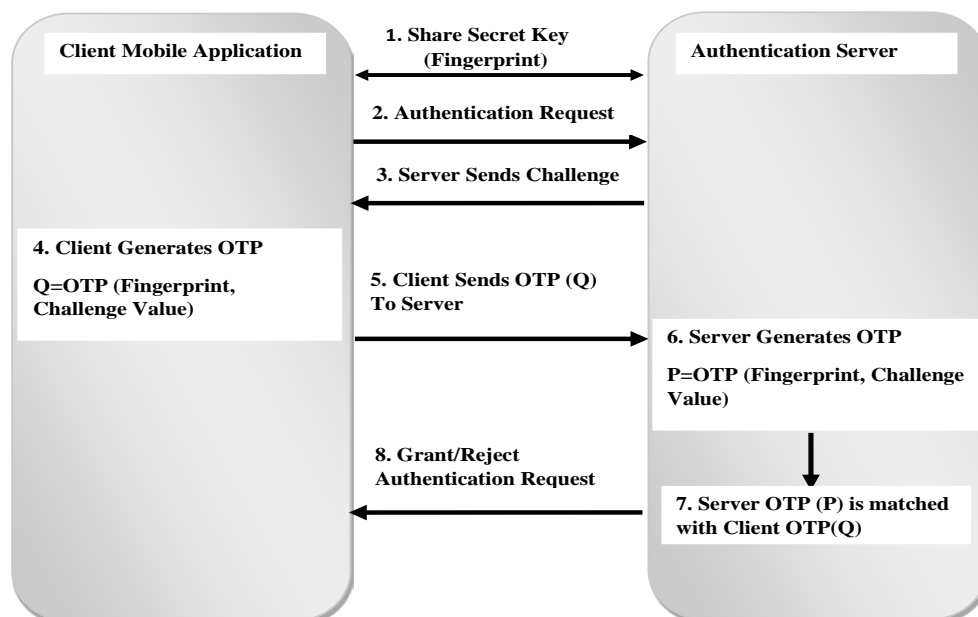 Client Mobile Application
1. Share Secret Key
(Fingerprint)
Authentication Server
2. Authentication Request
3. Server Sends Challenge
4. Client Generates OTP
Q=OTP (Fingerprint,
Challenge Value)
5. Client Sends OTP (Q)
To Server
6. Server Generates OTP
P=OTP (Fingerprint, Challenge
Value)
7. Server OTP (P) is matched
with Client OTP(Q)
8. Grant/Reject
Authentication Request